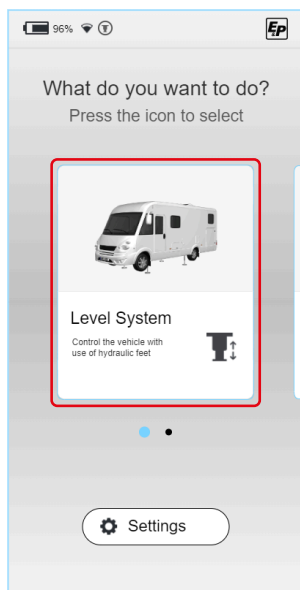 96%
E&P
What do you want to do?
Press the icon to select
Level System
Control the vehicle with
use of hydraulic feet
Settings